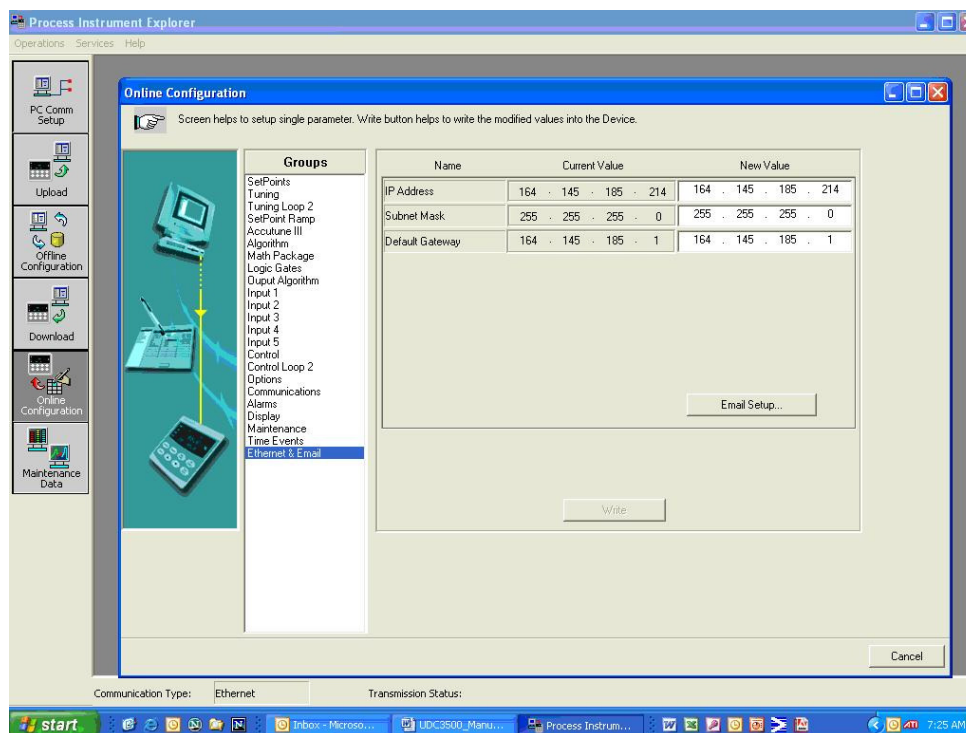 Process Instrument Explorer
Operations Services Help
PC Comm
Setup
Upload
Offline
Configuration
Download
Online
Configuration
Maintenance
Data
Online Configuration
Screen helps to setup single parameter. Write button helps to write the modified values into the Device.
Groups
SetPoints
Tuning
Tuning Loop 2
SetPoint Ramp
Accutune III
Algorithm
Math Package
Logic Gates
Ouput Algorithm
Input 1
Input 2
Input 3
Input 4
Input 5
Control
Control Loop 2
Options
Communications
Alarms
Display
Maintenance
Time Events
Ethernet & Email
Name Current Value New Value
IP Address 164 . 145 . 185 . 214 164 . 145 . 185 . 214
Subnet Mask 255 . 255 . 255 . 0 255 . 255 . 255 . 0
Default Gateway 164 . 145 . 185 . 1 164 . 145 . 185 . 1
Email Setup...
Write
Cancel
Communication Type: Ethernet Transmission Status:
start Inbox - Microso... UDC3500_Manu... Process Instrum... 7:25 AM